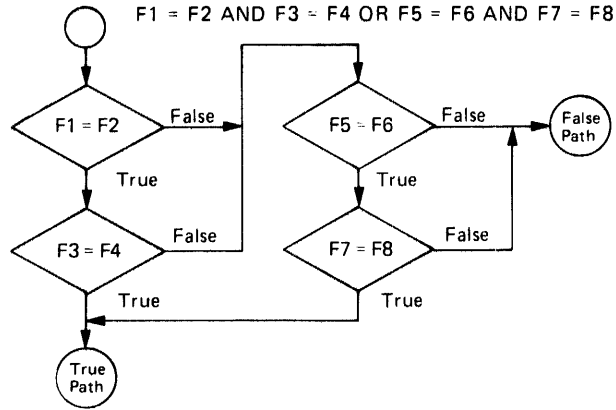 F1 = F2 AND F3 = F4 OR F5 = F6 AND F7 = F8
F1 = F2
False
True
F3 = F4
False
True
F5 = F6
False
True
F7 = F8
False
True
False
Path
True
Path